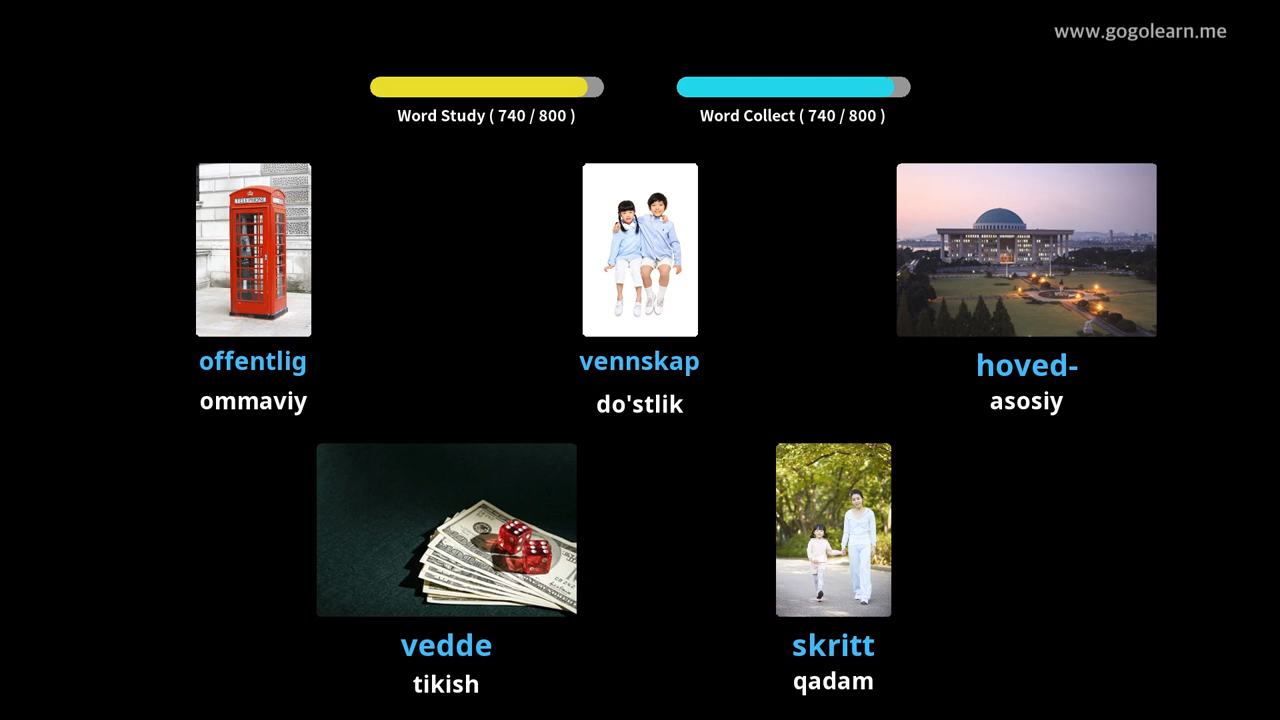 www.gogolearn.me
Word Study ( 740 / 800 )
Word Collect ( 740 / 800 )
TELEPHONE
offentlig
ommaviy
vennskap
do'stlik
hoved-
asosiy
vedde
tikish
skritt
qadam